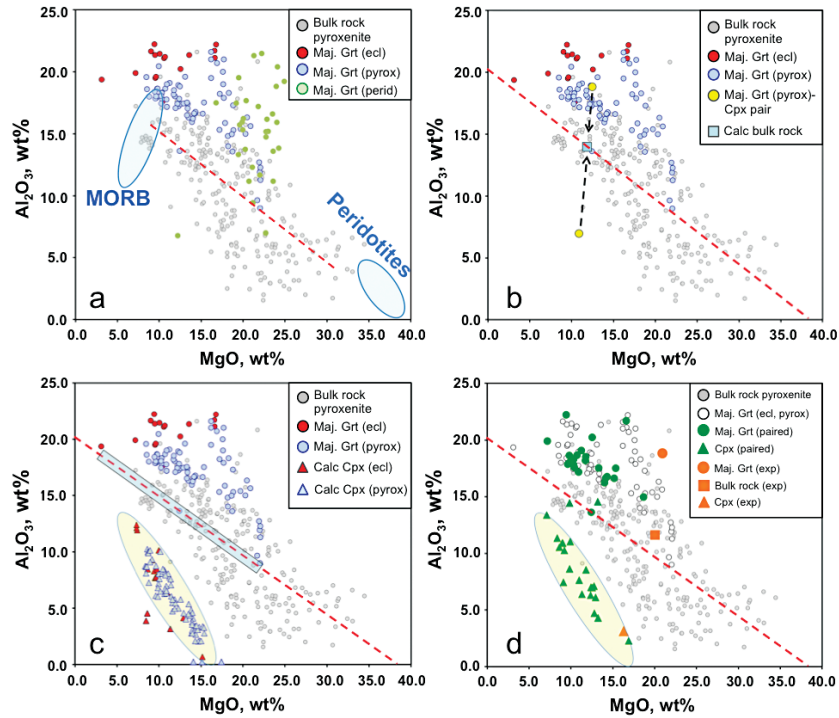 a
25.0
20.0
15.0
10.0
5.0
0.0
Al2O3, wt%
0.0 5.0 10.0 15.0 20.0 25.0 30.0 35.0 40.0
MgO, wt%
Bulk rock
pyroxenite
Maj. Grt (ecl)
Maj. Grt (pyrox)
Maj. Grt (perid)
MORB
Peridotites
b
25.0
20.0
15.0
10.0
5.0
0.0
Al2O3, wt%
0.0 5.0 10.0 15.0 20.0 25.0 30.0 35.0 40.0
MgO, wt%
Bulk rock
pyroxenite
Maj. Grt (ecl)
Maj. Grt (pyrox)
Maj. Grt (pyrox)-
Cpx pair
Calc bulk rock
c
25.0
20.0
15.0
10.0
5.0
0.0
Al2O3, wt%
0.0 5.0 10.0 15.0 20.0 25.0 30.0 35.0 40.0
MgO, wt%
Bulk rock
pyroxenite
Maj. Grt (ecl)
Maj. Grt (pyrox)
Calc Cpx (ecl)
Calc Cpx (pyrox)
d
25.0
20.0
15.0
10.0
5.0
0.0
Al2O3, wt%
0.0 5.0 10.0 15.0 20.0 25.0 30.0 35.0 40.0
MgO, wt%
Bulk rock pyroxenite
Maj. Grt (ecl, pyrox)
Maj. Grt (paired)
Cpx (paired)
Maj. Grt (exp)
Bulk rock (exp)
Cpx (exp)